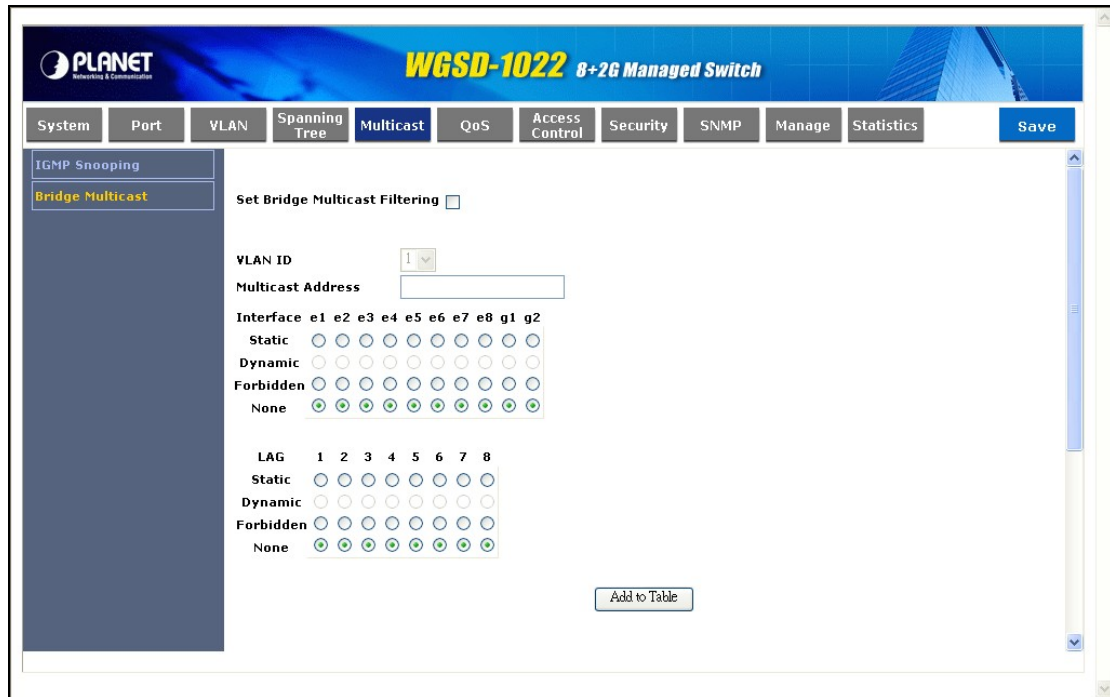 PLANET
Networking & Communication
WGSD-1022 8+2G Managed Switch
System Port VLAN Spanning Tree Multicast QoS Access Control Security SNMP Manage Statistics Save
IGMP Snooping
Bridge Multicast
Set Bridge Multicast Filtering
VLAN ID 1
Multicast Address
Interface e1 e2 e3 e4 e5 e6 e7 e8 g1 g2
Static
Dynamic
Forbidden
None
LAG 1 2 3 4 5 6 7 8
Static
Dynamic
Forbidden
None
Add to Table